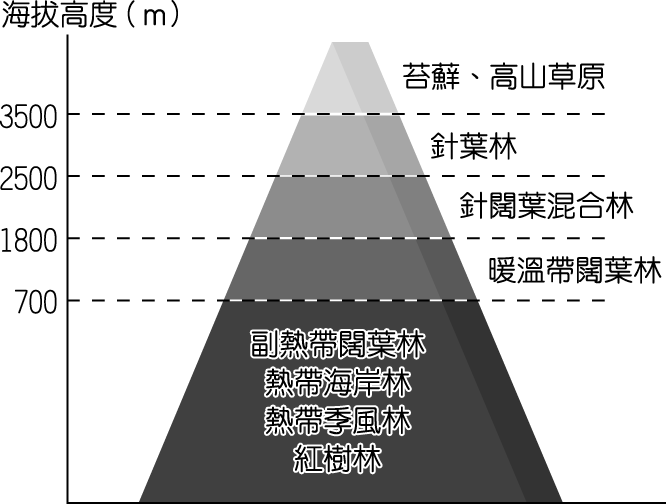 海拔高度(m)
苔蘚、高山草原
3500
針葉林
2500
針闊葉混合林
1800
暖溫帶闊葉林
700
副熱帶闊葉林
熱帶海岸林
熱帶季風林
紅樹林